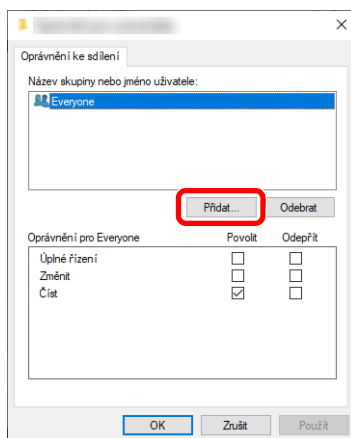 Oprávnění ke sdílení
Název skupiny nebo jméno uživatele:
Everyone
Přidat...
Odebrat
Oprávnění pro Everyone Povolit Odepřít
Úplné řízení
Změnit
Číst
OK Zrušit Použít